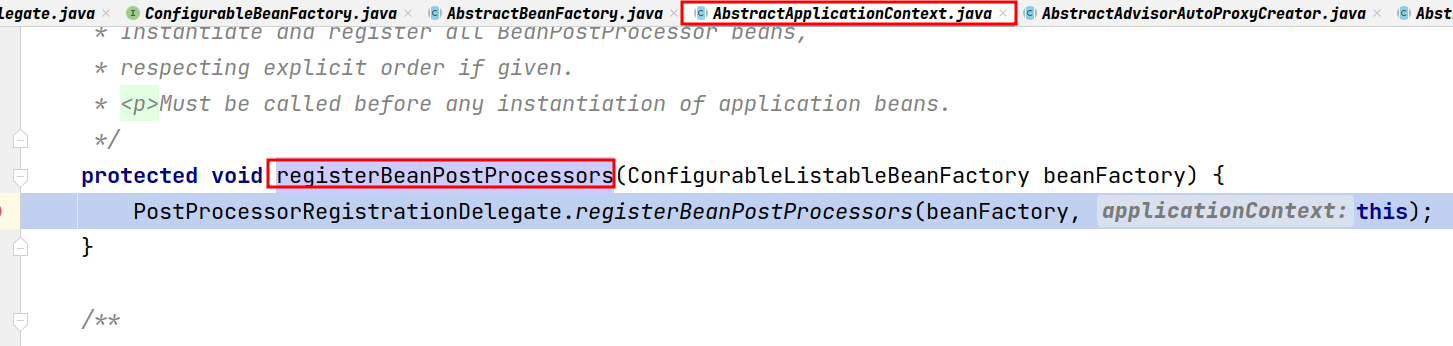 legate.java × ConfigurableBeanFactory.java × AbstractBeanFactory.java × AbstractApplicationContext.java × AbstractAdvisorAutoProxyCreator.java × Abst
* Instantiate and register all BeanPostProcessor beans,
* respecting explicit order if given.
* <p>Must be called before any instantiation of application beans.
*/
protected void registerBeanPostProcessors(ConfigurableListableBeanFactory beanFactory) {
PostProcessorRegistrationDelegate.registerBeanPostProcessors(beanFactory, applicationContext: this);
}
/**